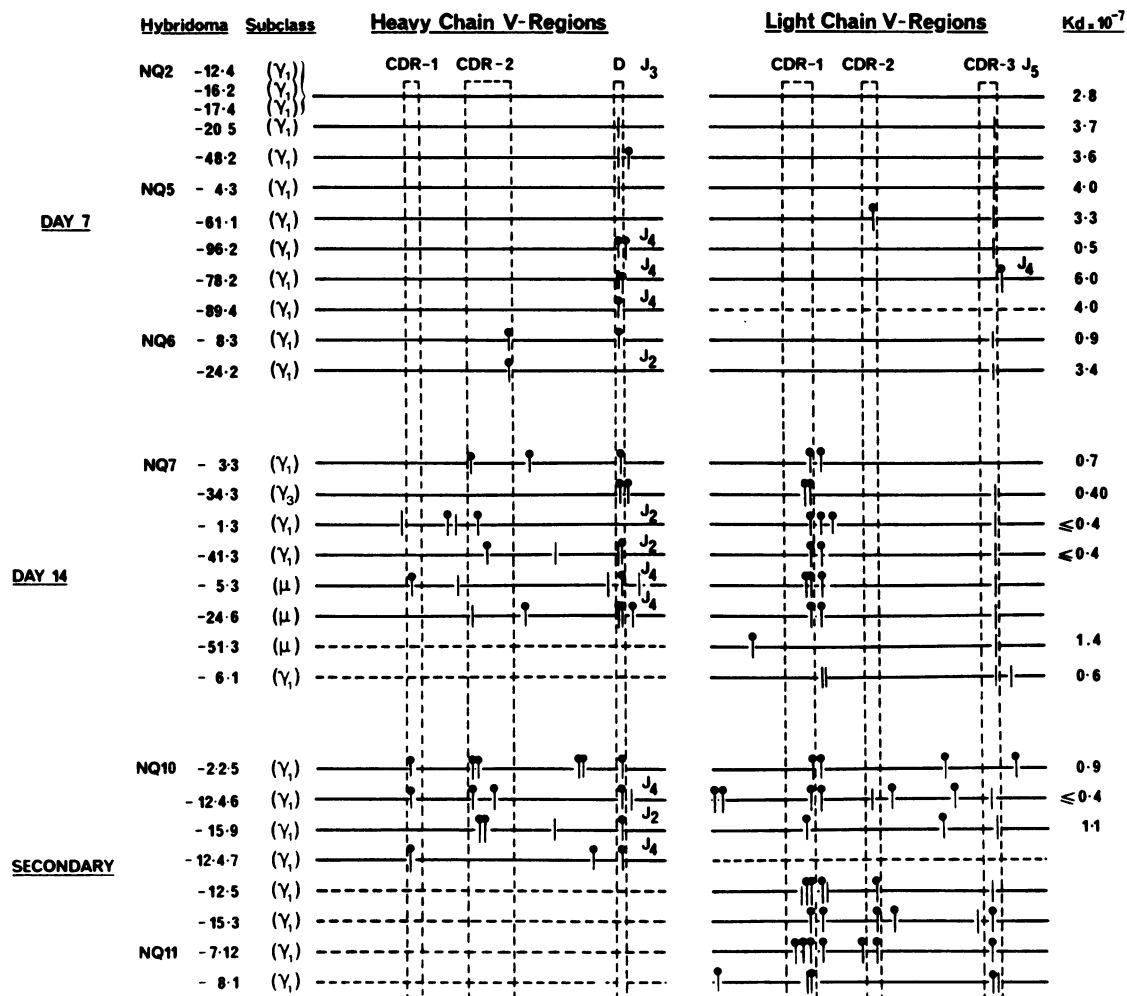 Hybridoma Subclass Heavy Chain V-Regions Light Chain V-Regions Kd=10⁻⁷
CDR-1 CDR-2 D J₃ CDR-1 CDR-2 CDR-3 J₅
NQ2 -12·4 (γ₁)
-16·2 (γ₁) 2·8
-17·4 (γ₁)
-20 5 (γ₁) 3·7
-48·2 (γ₁) 3·6
NQ5 - 4·3 (γ₁) 4·0
DAY 7 -61·1 (γ₁) 3·3
-96·2 (γ₁) J₄ 0·5
-78·2 (γ₁) J₄ J₄ 6·0
-89·4 (γ₁) J₄ 4·0
NQ6 - 8·3 (γ₁) 0·9
-24·2 (γ₁) J₂ 3·4
NQ7 - 3·3 (γ₁) 0·7
-34·3 (γ₃) 0·40
- 1·3 (γ₁) J₂ ≤0·4
-41·3 (γ₁) J₂ ≤0·4
DAY 14 - 5·3 (μ) J₄
-24·6 (μ) J₄
-51·3 (μ) 1·4
- 6·1 (γ₁) 0·6
NQ10 -2·2·5 (γ₁) 0·9
-12·4·6 (γ₁) J₄ ≤0·4
-15·9 (γ₁) J₂ 1·1
SECONDARY -12·4·7 (γ₁) J₄
-12·5 (γ₁)
-15·3 (γ₁)
NQ11 -7·12 (γ₁)
- 8·1 (γ₁)